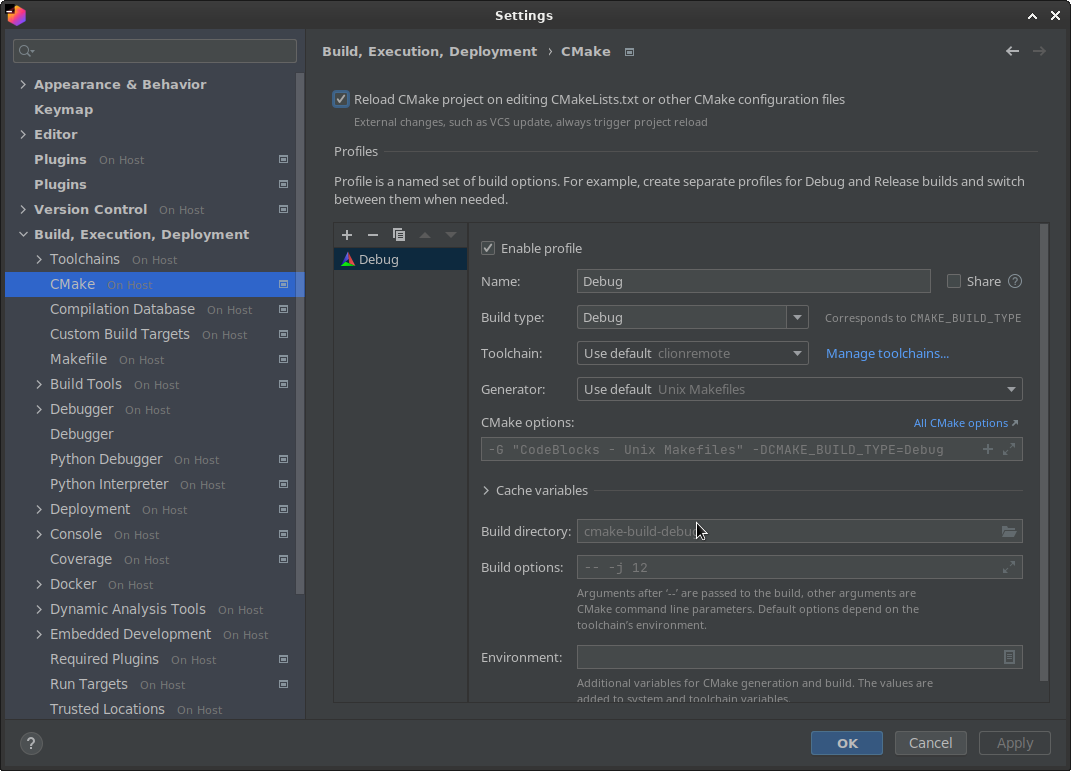 Settings
Build, Execution, Deployment › CMake
Appearance & Behavior
Keymap
Editor
Plugins On Host
Plugins
Version Control On Host
Build, Execution, Deployment
Toolchains On Host
CMake On Host
Compilation Database On Host
Custom Build Targets On Host
Makefile On Host
Build Tools On Host
Debugger On Host
Debugger
Python Debugger On Host
Python Interpreter On Host
Deployment On Host
Console On Host
Coverage On Host
Docker On Host
Dynamic Analysis Tools On Host
Embedded Development On Host
Required Plugins On Host
Run Targets On Host
Trusted Locations On Host
Reload CMake project on editing CMakeLists.txt or other CMake configuration files
External changes, such as VCS update, always trigger project reload
Profiles
Profile is a named set of build options. For example, create separate profiles for Debug and Release builds and switch
between them when needed.
Debug
Enable profile
Name: Debug Share ?
Build type: Debug Corresponds to CMAKE_BUILD_TYPE
Toolchain: Use default clionremote Manage toolchains...
Generator: Use default Unix Makefiles
CMake options: All CMake options ↗
-G "CodeBlocks - Unix Makefiles" -DCMAKE_BUILD_TYPE=Debug
Cache variables
Build directory: cmake-build-debug
Build options: -- -j 12
Arguments after '--' are passed to the build, other arguments are
CMake command line parameters. Default options depend on the
toolchain's environment.
Environment:
Additional variables for CMake generation and build. The values are
added to system and toolchain variables.
? OK Cancel Apply